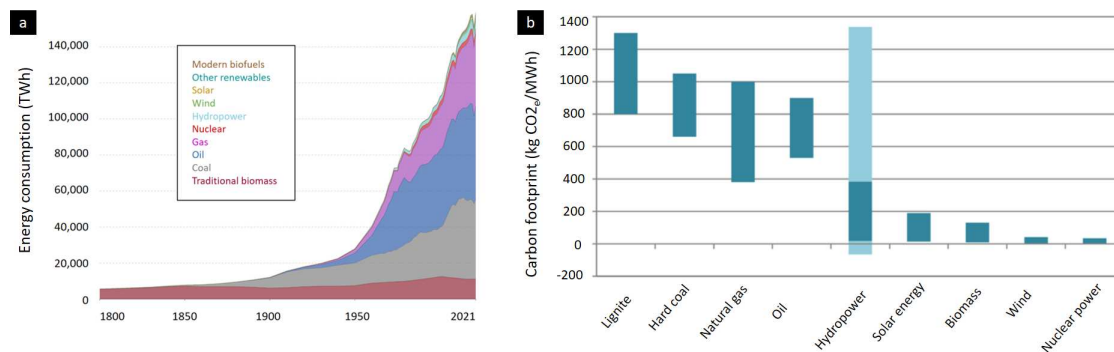 a
Energy consumption (TWh)
140,000
120,000
100,000
80,000
60,000
40,000
20,000
0
1800
1850
1900
1950
2021
Modern biofuels
Other renewables
Solar
Wind
Hydropower
Nuclear
Gas
Oil
Coal
Traditional biomass
b
Carbon footprint (kg CO2e/MWh)
1400
1200
1000
800
600
400
200
0
-200
Lignite
Hard coal
Natural gas
Oil
Hydropower
Solar energy
Biomass
Wind
Nuclear power